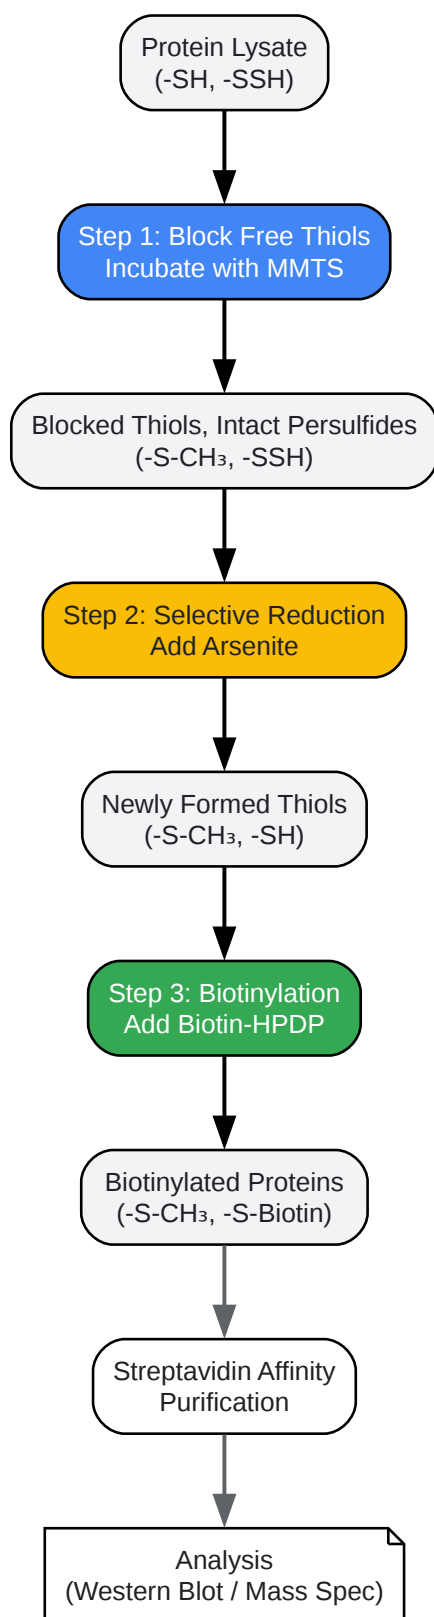 Protein Lysate
(-SH, -SSH)
Step 1: Block Free Thiols
Incubate with MMTS
Blocked Thiols, Intact Persulfides
(-S-CH₃, -SSH)
Step 2: Selective Reduction
Add Arsenite
Newly Formed Thiols
(-S-CH₃, -SH)
Step 3: Biotinylation
Add Biotin-HPDP
Biotinylated Proteins
(-S-CH₃, -S-Biotin)
Streptavidin Affinity
Purification
Analysis
(Western Blot / Mass Spec)